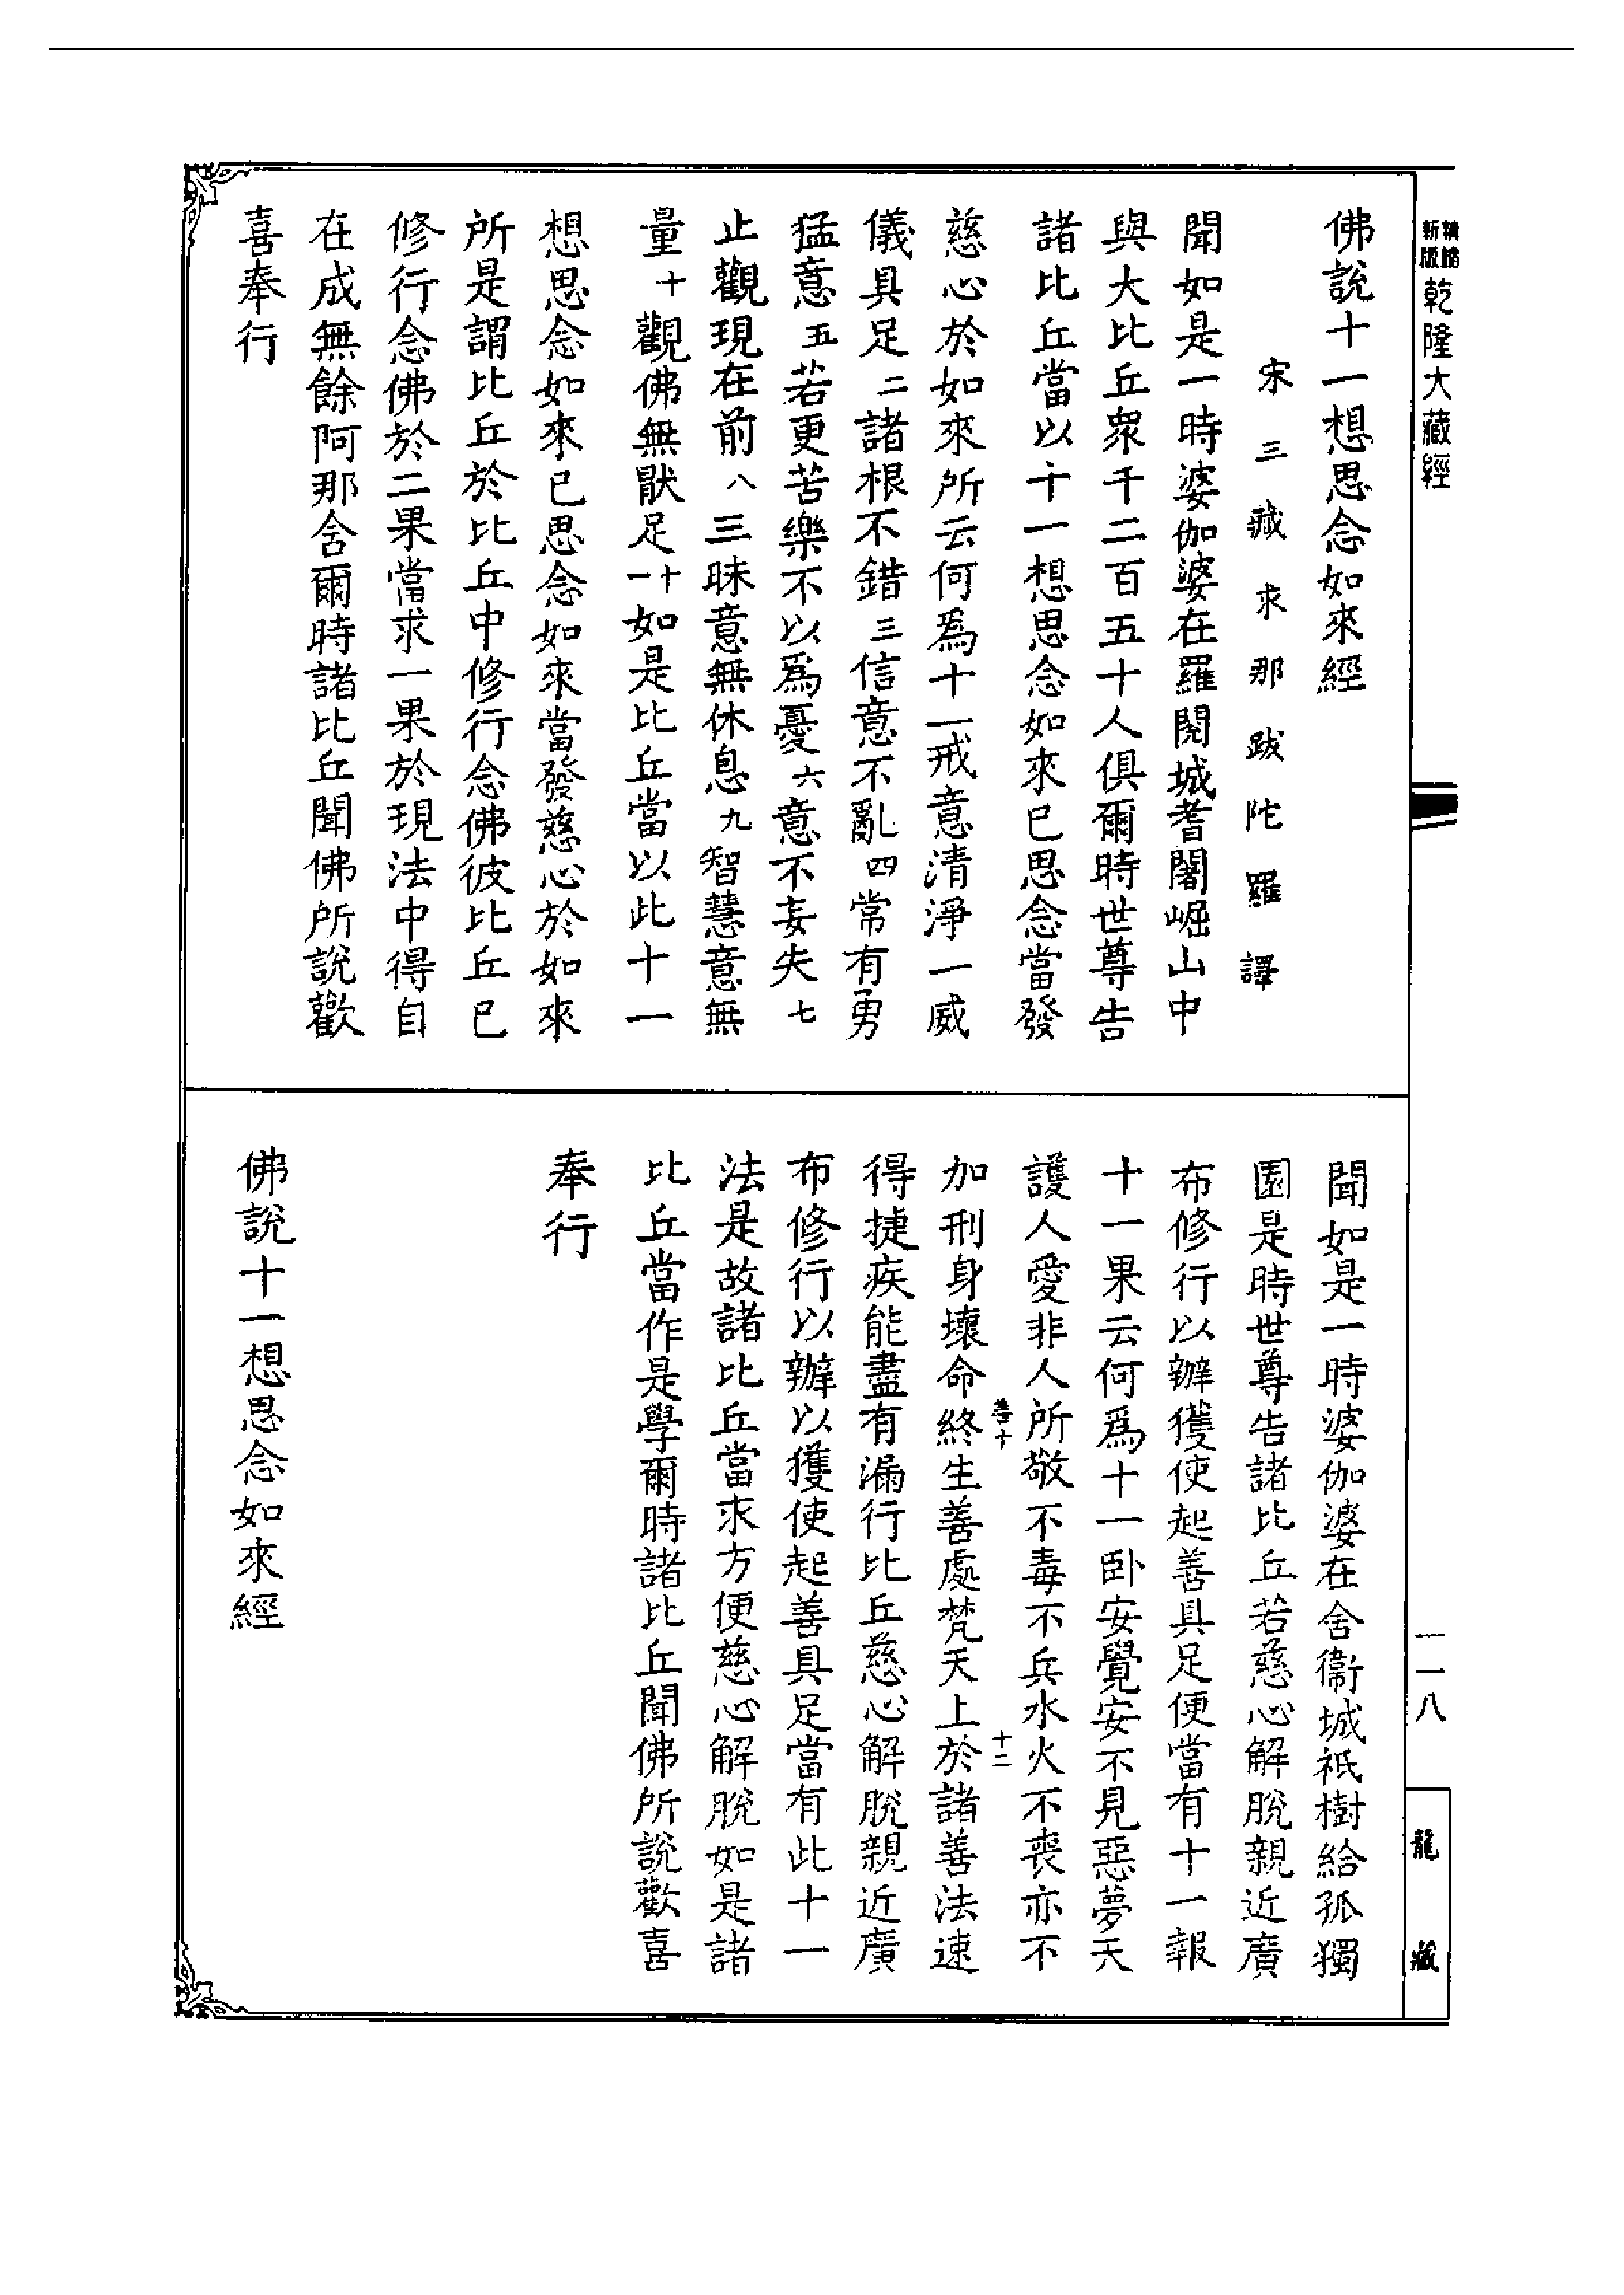 新版
乾隆大藏經
佛說十一想思念如來經
宋三藏求那跋陀羅譯
聞如是一時婆伽婆在羅閱城耆闍崛山中
與大比丘眾千二百五十人俱爾時世尊告
諸比丘當以十一想思念如來已思念當發
慈心於如來所云何爲十一戒意清淨一威
儀具足二諸根不錯三信意不亂四常有勇
猛意五若更苦樂不以爲憂六意不妄失七
止觀現在前八三昧意無休息九智慧意無
量十觀佛無厭足十一如是比丘當以此十一
想思念如來已思念如來當發慈心於如來
所是謂比丘於比丘中修行念佛彼比丘已
修行念佛於二果當求一果於現法中得自
在成無餘阿那含爾時諸比丘聞佛所說歡
喜奉行
聞如是一時婆伽婆在舍衞城祇樹給孤獨
園是時世尊告諸比丘若慈心解脫親近廣
布修行以辦獲使起善具足便當有十一報
十一果云何爲十一卧安覺安不見惡夢天
護人愛非人所敬不毒不兵水火不喪亦不
善十
十二
加刑身壞命終生善處梵天上於諸善法速
得捷疾能盡有漏行比丘慈心解脫親近廣
布修行以辦以獲使起善具足當有此十一
法是故諸比丘當求方便慈心解脫如是諸
比丘當作是學爾時諸比丘聞佛所說歡喜
奉行
佛說十一想思念如來經
一一八
龍藏